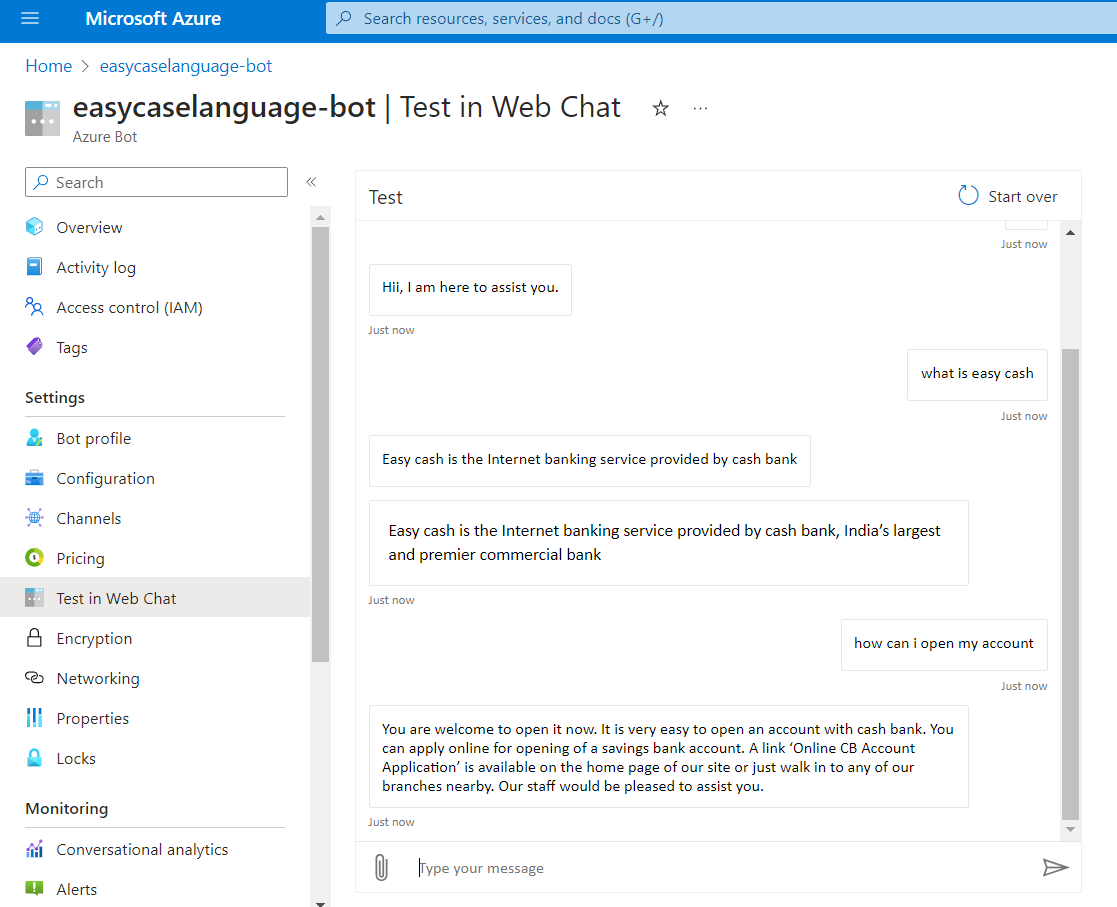 Microsoft Azure
Search resources, services, and docs (G+/)
Home > easycaselanguage-bot
easycaselanguage-bot | Test in Web Chat
Azure Bot
Search
«
Overview
Activity log
Access control (IAM)
Tags
Settings
Bot profile
Configuration
Channels
Pricing
Test in Web Chat
Encryption
Networking
Properties
Locks
Monitoring
Conversational analytics
Alerts
Test
Start over
Just now
Hii, I am here to assist you.
Just now
what is easy cash
Just now
Easy cash is the Internet banking service provided by cash bank
Easy cash is the Internet banking service provided by cash bank, India’s largest
and premier commercial bank
Just now
how can i open my account
Just now
You are welcome to open it now. It is very easy to open an account with cash bank. You
can apply online for opening of a savings bank account. A link ‘Online CB Account
Application’ is available on the home page of our site or just walk in to any of our
branches nearby. Our staff would be pleased to assist you.
Just now
Type your message